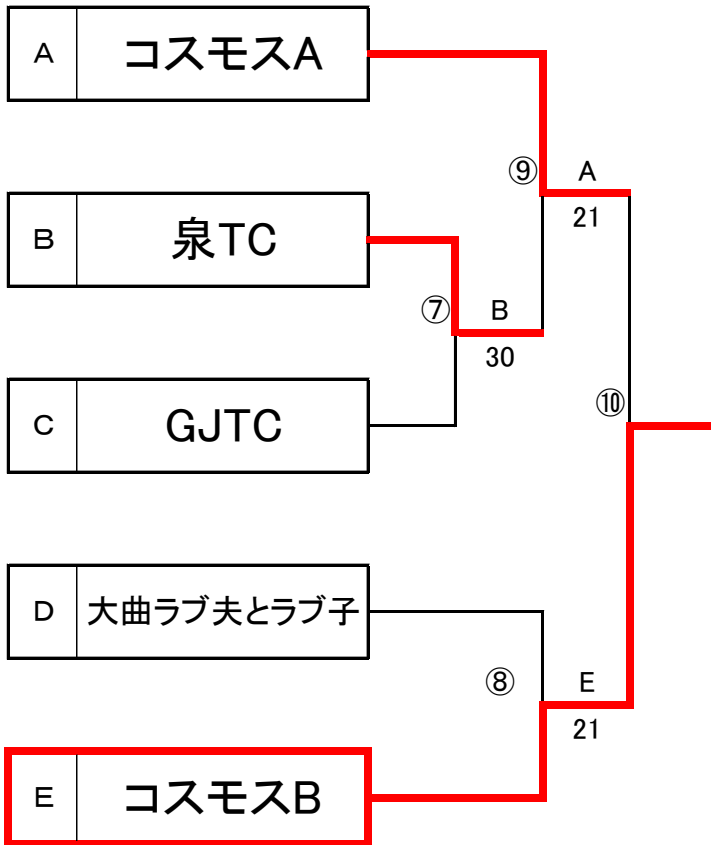 A コスモスA
⑨ A
21
B 泉TC
⑦ B
30
⑩
C GJTC
D 大曲ラブ夫とラブ子
⑧ E
21
E コスモスB